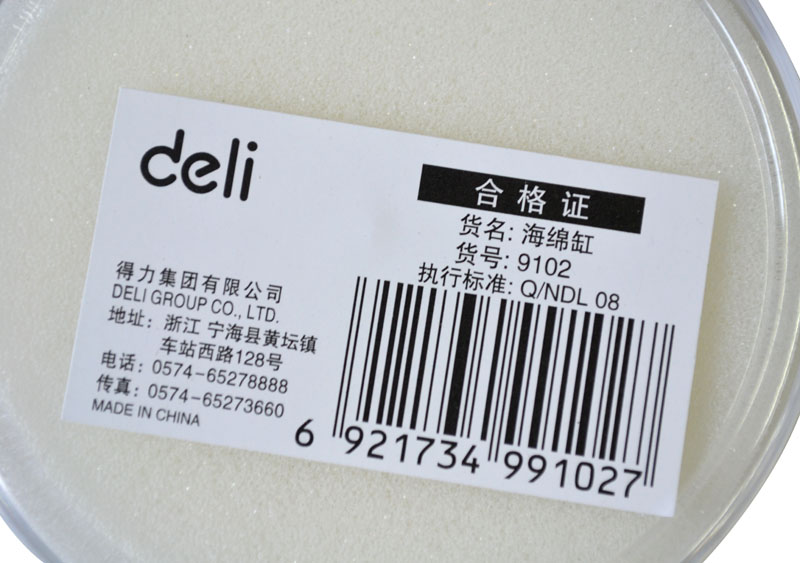 deli
合格证
货名: 海绵缸
货号: 9102
执行标准: Q/NDL 08
得力集团有限公司
DELI GROUP CO., LTD.
地址: 浙江 宁海县黄坛镇
车站西路128号
电话: 0574-65278888
传真: 0574-65273660
MADE IN CHINA
6 921734 991027